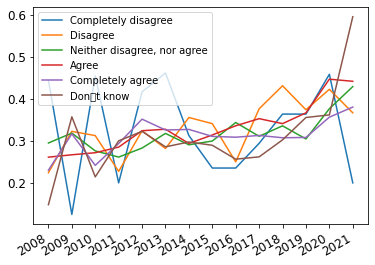 Completely disagree
Disagree
Neither disagree, nor agree
Agree
Completely agree
Don▯t know
0.6
0.5
0.4
0.3
0.2
2008 2009 2010 2011 2012 2013 2014 2015 2016 2017 2018 2019 2020 2021